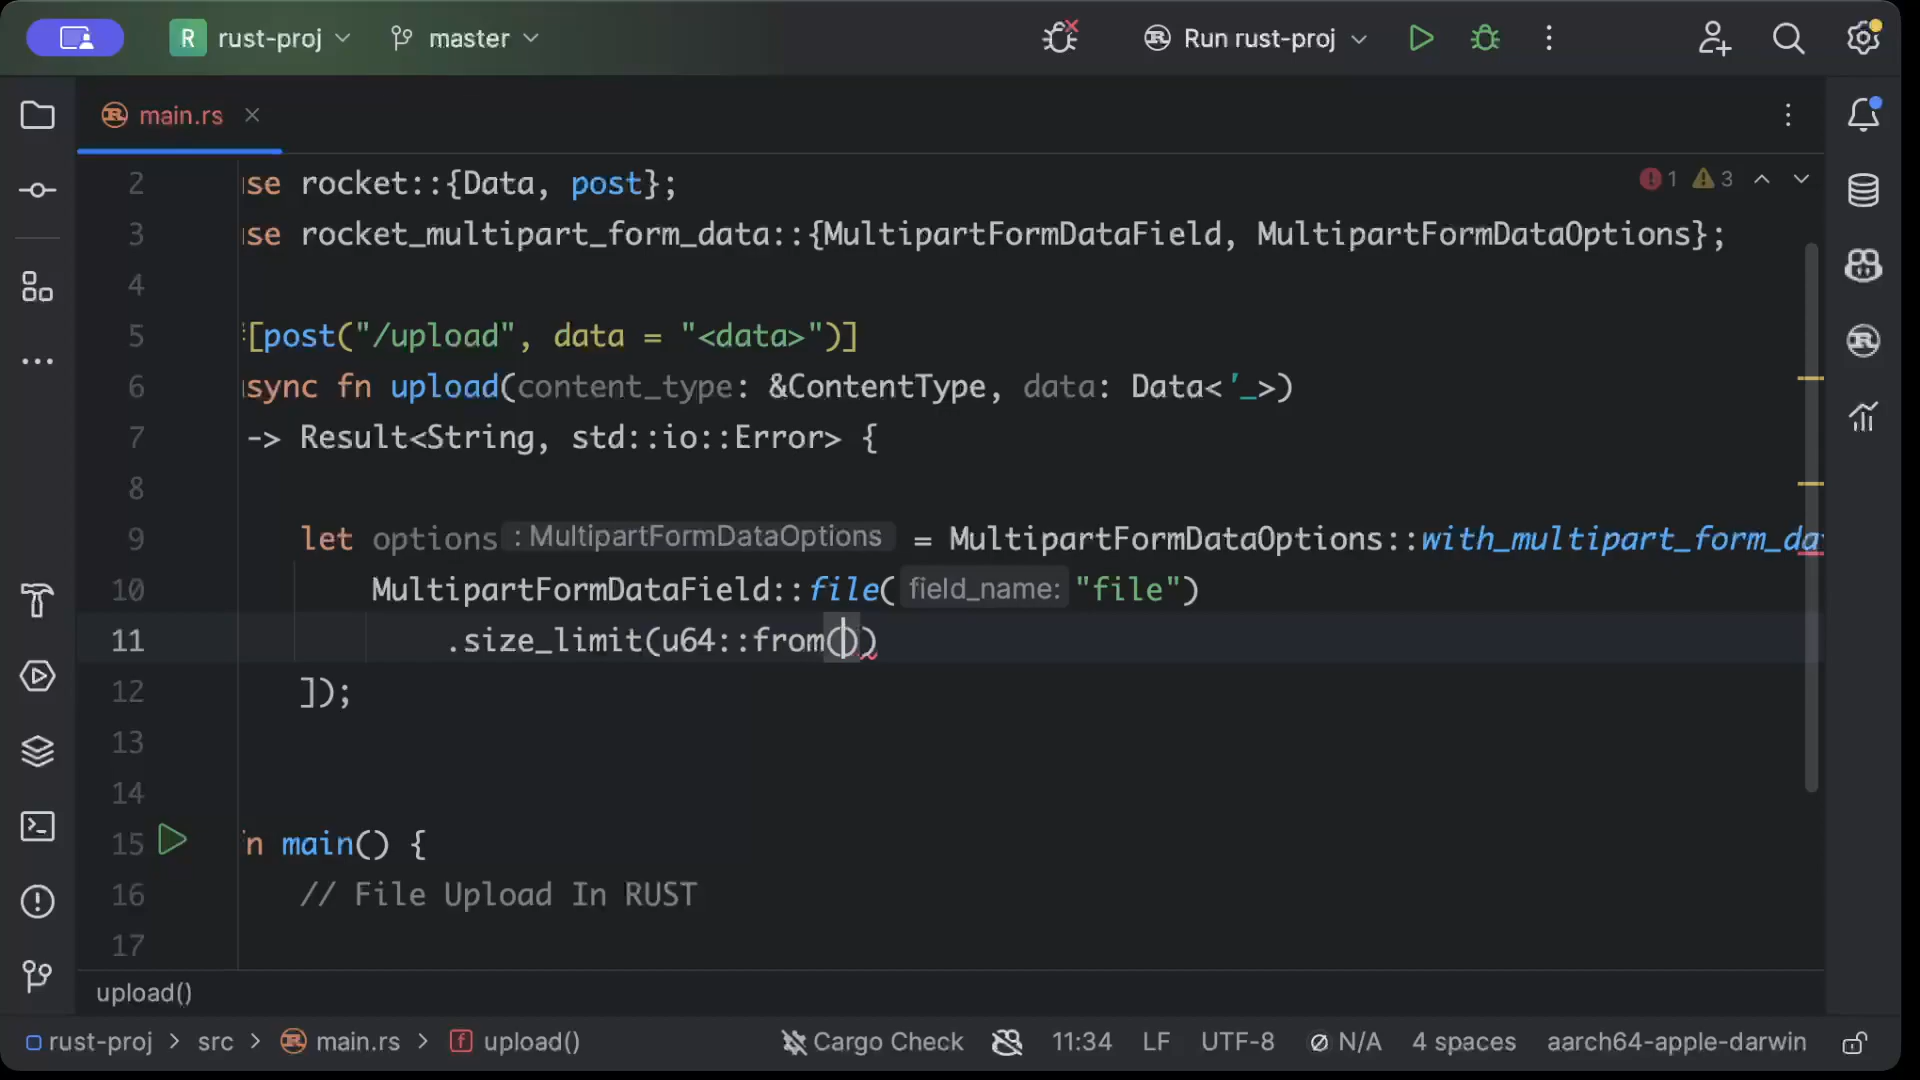 R rust-proj master Run rust-proj
main.rs
2 se rocket::{Data, post};
1 3
3 se rocket_multipart_form_data::{MultipartFormDataField, MultipartFormDataOptions};
4
5 [post("/upload", data = "<data>")]
6 sync fn upload(content_type: &ContentType, data: Data<'_>)
7 -> Result<String, std::io::Error> {
8
9 let options : MultipartFormDataOptions = MultipartFormDataOptions::with_multipart_form_da
10 MultipartFormDataField::file( field_name: "file")
11 .size_limit(u64::from())
12 ]);
13
14
15 n main() {
16 // File Upload In RUST
17
upload()
rust-proj > src > main.rs > f upload() Cargo Check 11:34 LF UTF-8 N/A 4 spaces aarch64-apple-darwin